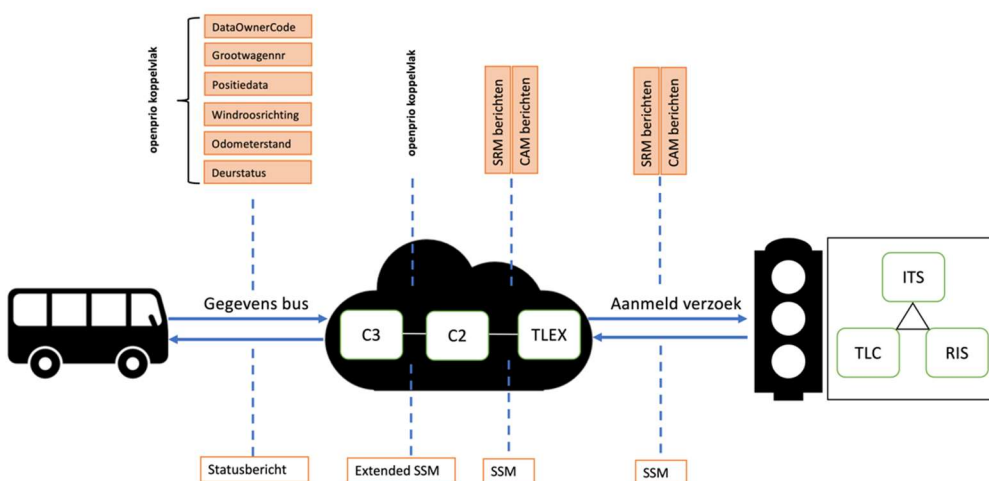 openprio koppelvlak
DataOwnerCode
Grootwagennr
Positiedata
Windroosrichting
Odometerstand
Deurstatus
openprio koppelvlak
SRM berichten
CAM berichten
SRM berichten
CAM berichten
Gegevens bus
C3
C2
TLEX
Aanmeld verzoek
ITS
TLC
RIS
Statusbericht
Extended SSM
SSM
SSM